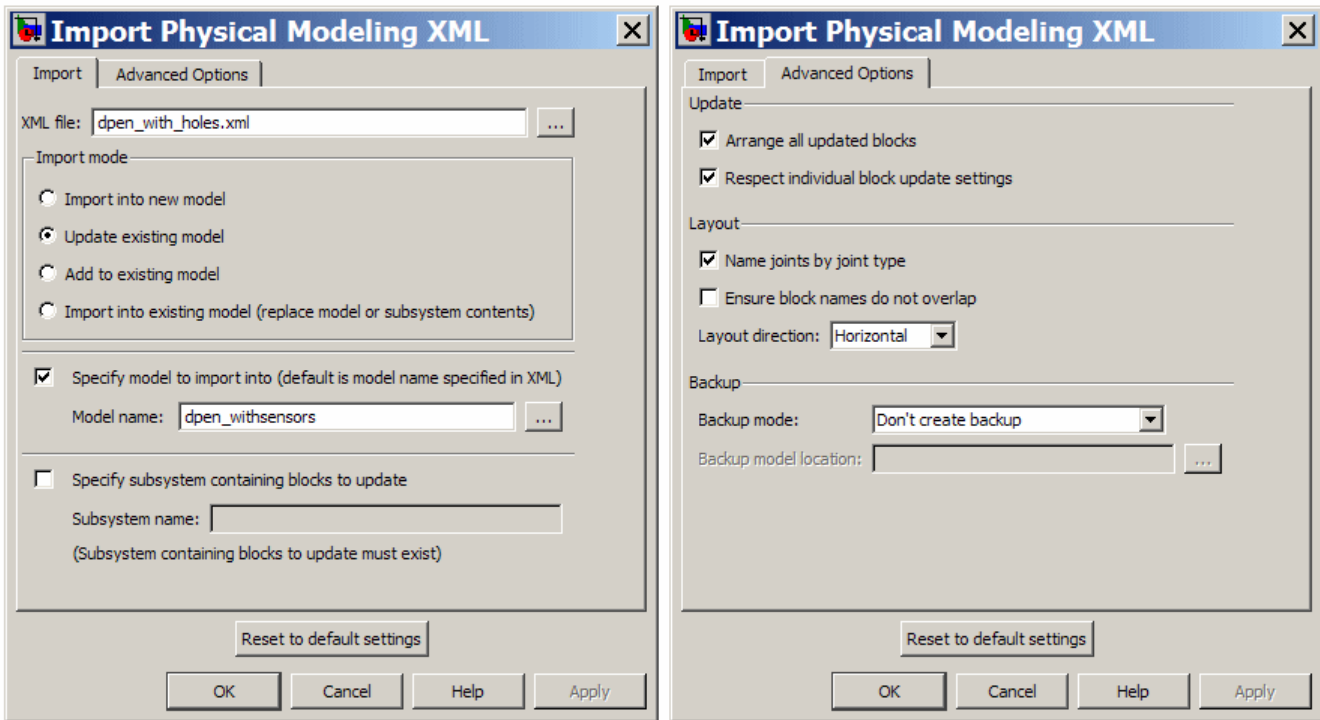 Import Physical Modeling XML
Import
Advanced Options
XML file: dpen_with_holes.xml ...
Import mode
Import into new model
Update existing model
Add to existing model
Import into existing model (replace model or subsystem contents)
Specify model to import into (default is model name specified in XML)
Model name: dpen_withsensors ...
Specify subsystem containing blocks to update
Subsystem name:
(Subsystem containing blocks to update must exist)
Reset to default settings
OK Cancel Help Apply
Import Physical Modeling XML
Import
Advanced Options
Update
Arrange all updated blocks
Respect individual block update settings
Layout
Name joints by joint type
Ensure block names do not overlap
Layout direction: Horizontal
Backup
Backup mode: Don't create backup
Backup model location: ...
Reset to default settings
OK Cancel Help Apply